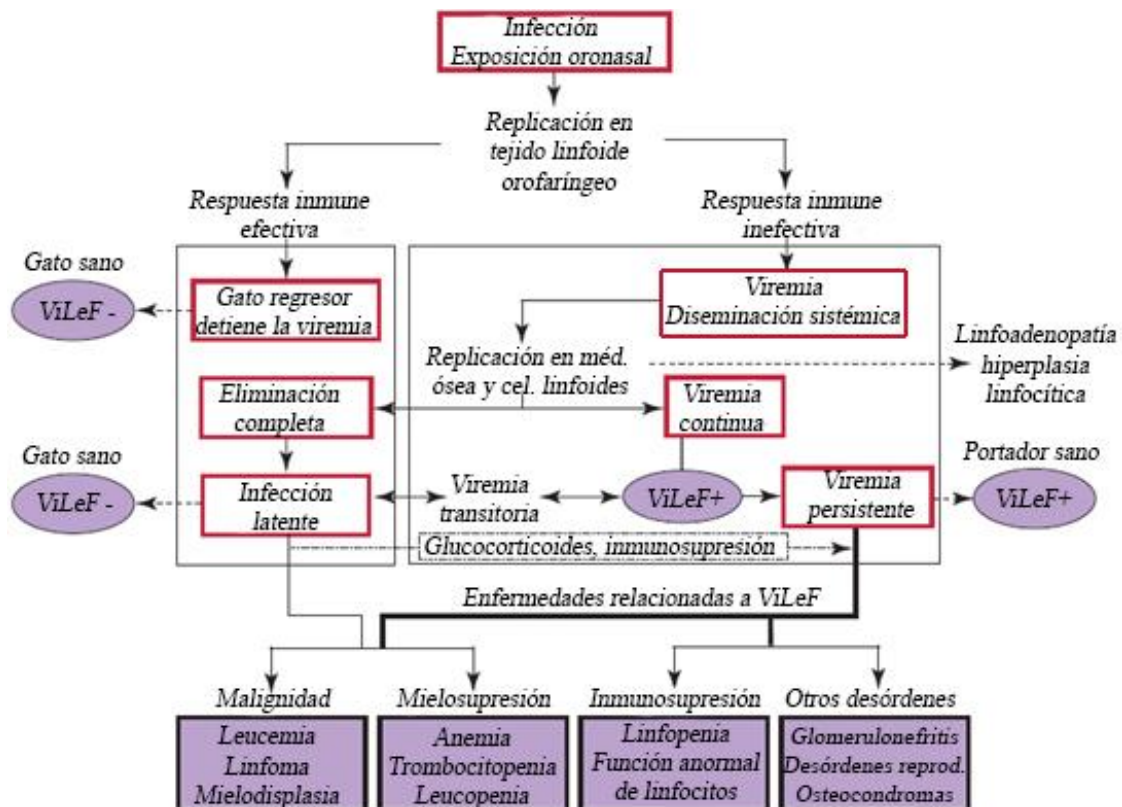 Infección
Exposición oronasal
Replicación en
tejido linfoide
orofaríngeo
Respuesta inmune
efectiva
Respuesta inmune
inefectiva
Gato sano
ViLeF -
Gato regresor
detiene la viremia
Viremia
Diseminación sistémica
Replicación en méd.
ósea y cel. linfoides
Linfoadenopatía
hiperplasia
linfocítica
Eliminación
completa
Viremia
continua
Gato sano
ViLeF -
Infección
latente
Viremia
transitoria
ViLeF+
Viremia
persistente
Portador sano
ViLeF+
Glucocorticoides, inmunosupresión
Enfermedades relacionadas a ViLeF
Malignidad
Leucemia
Linfoma
Mielodisplasia
Mielosupresión
Anemia
Trombocitopenia
Leucopenia
Inmunosupresión
Linfopenia
Función anormal
de linfocitos
Otros desórdenes
Glomerulonefritis
Desórdenes reprod.
Osteocondromas